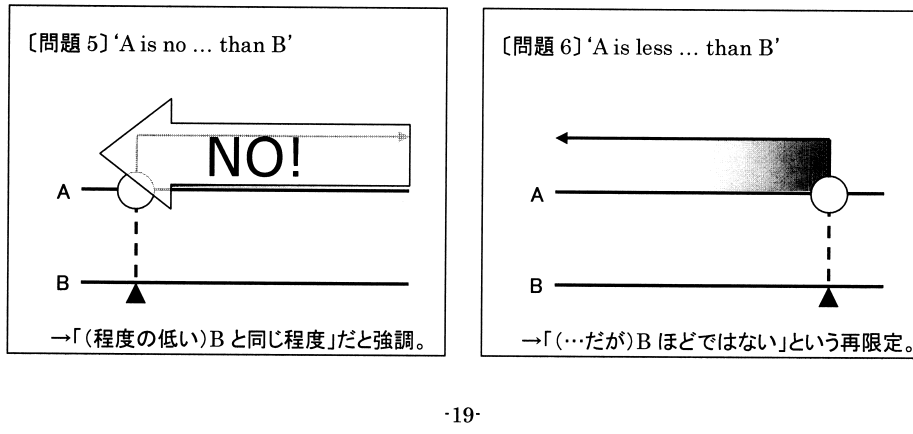 〔問題 5〕‘A is no … than B’
NO!
A
B
→「(程度の低い)B と同じ程度」だと強調。
〔問題 6〕‘A is less … than B’
A
B
→「(…だが)B ほどではない」という再限定。
-19-